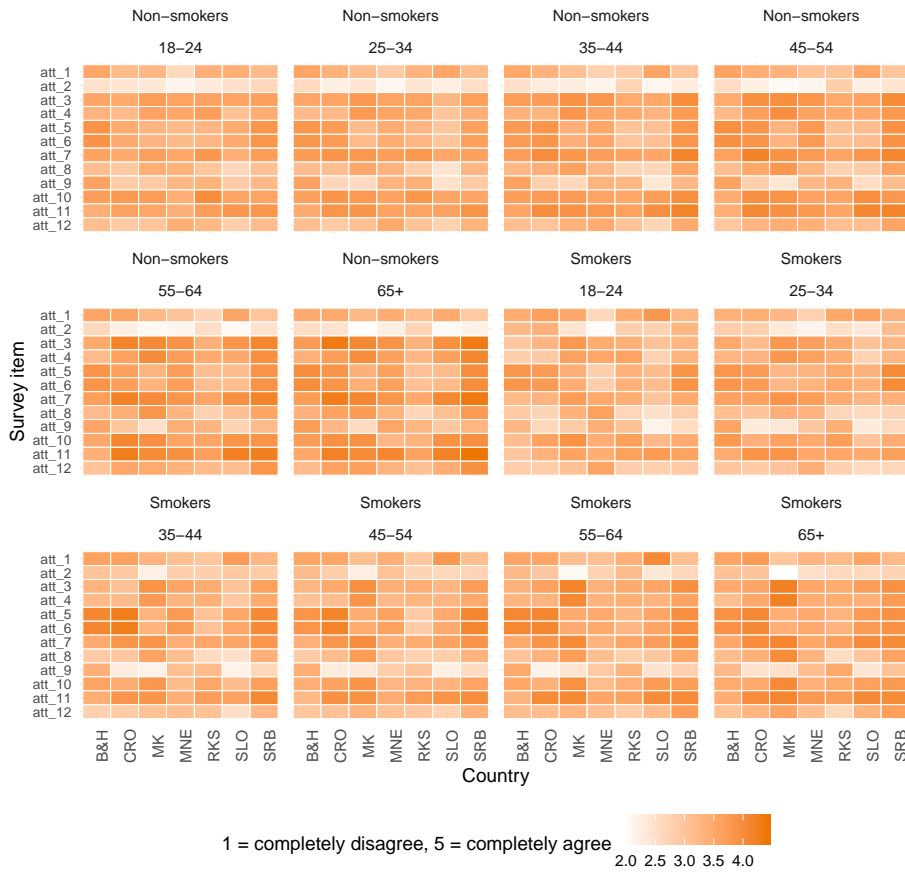 Non−smokers Non−smokers Non−smokers Non−smokers
18−24 25−34 35−44 45−54
att_1
att_2
att_3
att_4
att_5
att_6
att_7
att_8
att_9
att_10
att_11
att_12
Non−smokers Non−smokers Smokers Smokers
55−64 65+ 18−24 25−34
att_1
att_2
att_3
att_4
att_5
att_6
att_7
att_8
att_9
att_10
att_11
att_12
Survey item
Smokers Smokers Smokers Smokers
35−44 45−54 55−64 65+
att_1
att_2
att_3
att_4
att_5
att_6
att_7
att_8
att_9
att_10
att_11
att_12
B&H CRO MK MNE RKS SLO SRB B&H CRO MK MNE RKS SLO SRB B&H CRO MK MNE RKS SLO SRB B&H CRO MK MNE RKS SLO SRB
Country
1 = completely disagree, 5 = completely agree
2.0 2.5 3.0 3.5 4.0